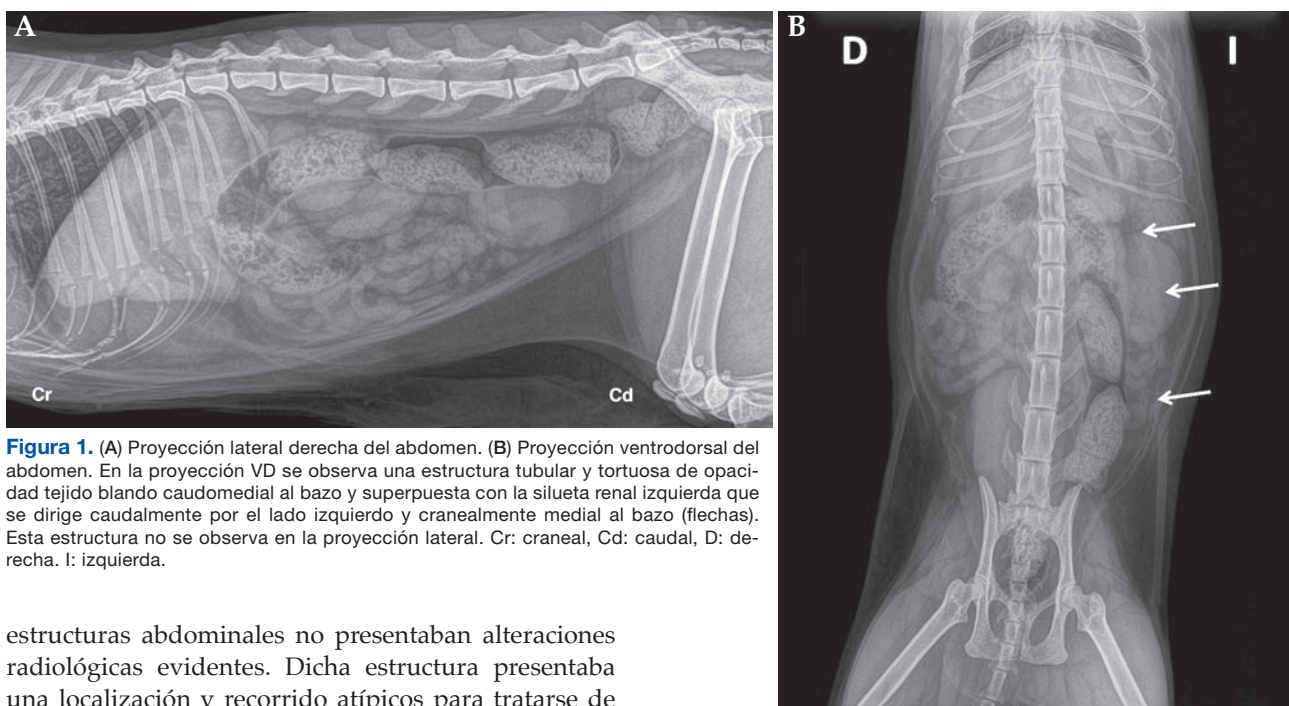 A
B
D
I
Cr
Cd
Figura 1. (A) Proyección lateral derecha del abdomen. (B) Proyección ventrodorsal del
abdomen. En la proyección VD se observa una estructura tubular y tortuosa de opaci-
dad tejido blando caudomedial al bazo y superpuesta con la silueta renal izquierda que
se dirige caudalmente por el lado izquierdo y cranealmente medial al bazo (flechas).
Esta estructura no se observa en la proyección lateral. Cr: craneal, Cd: caudal, D: de-
recha. I: izquierda.
estructuras abdominales no presentaban alteraciones
radiológicas evidentes. Dicha estructura presentaba
una localización y recorrido atípicos para tratarse de